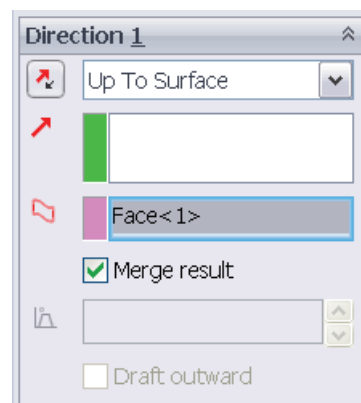 Direction 1
Up To Surface
Face<1>
Merge result
Draft outward